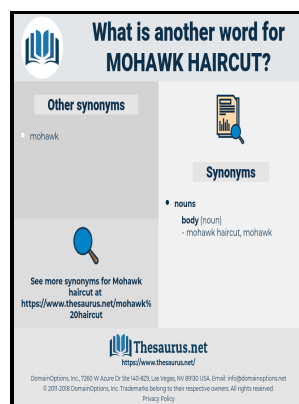 What is another word for
MOHAWK HAIRCUT?
Other synonyms
mohawk
See more synonyms for Mohawk
haircut at
https://www.thesaurus.net/mohawk%
20haircut
Synonyms
nouns
body (noun)
- mohawk haircut, mohawk
Thesaurus.net
https://www.thesaurus.net/
DomainOptions, Inc., 7260 W Azure Dr Ste 140-829, Las Vegas, NV 89130 USA. Email: info@domainoptions.net
© 2011-2018 DomainOptions, Inc. Trademarks belong to their respective owners. All rights reserved.
Privacy Policy